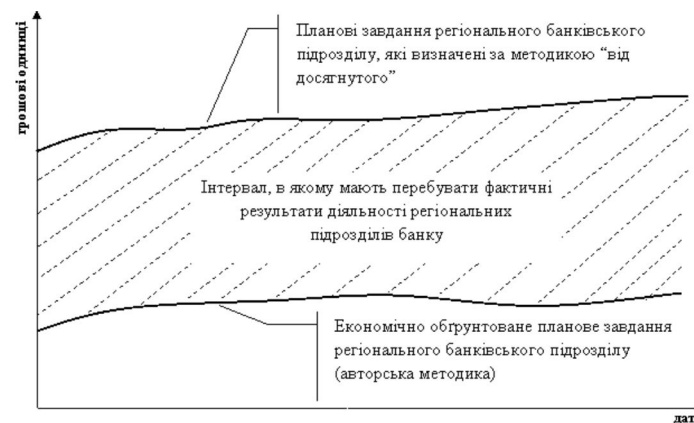 грошові одиниці
Планові завдання регіонального банківського
підрозділу, які визначені за методикою “від
досягнутого”
Інтервал, в якому мають перебувати фактичні
результати діяльності регіональних
підрозділів банку
Економічно обґрунтоване планове завдання
регіонального банківського підрозділу
(авторська методика)
дат